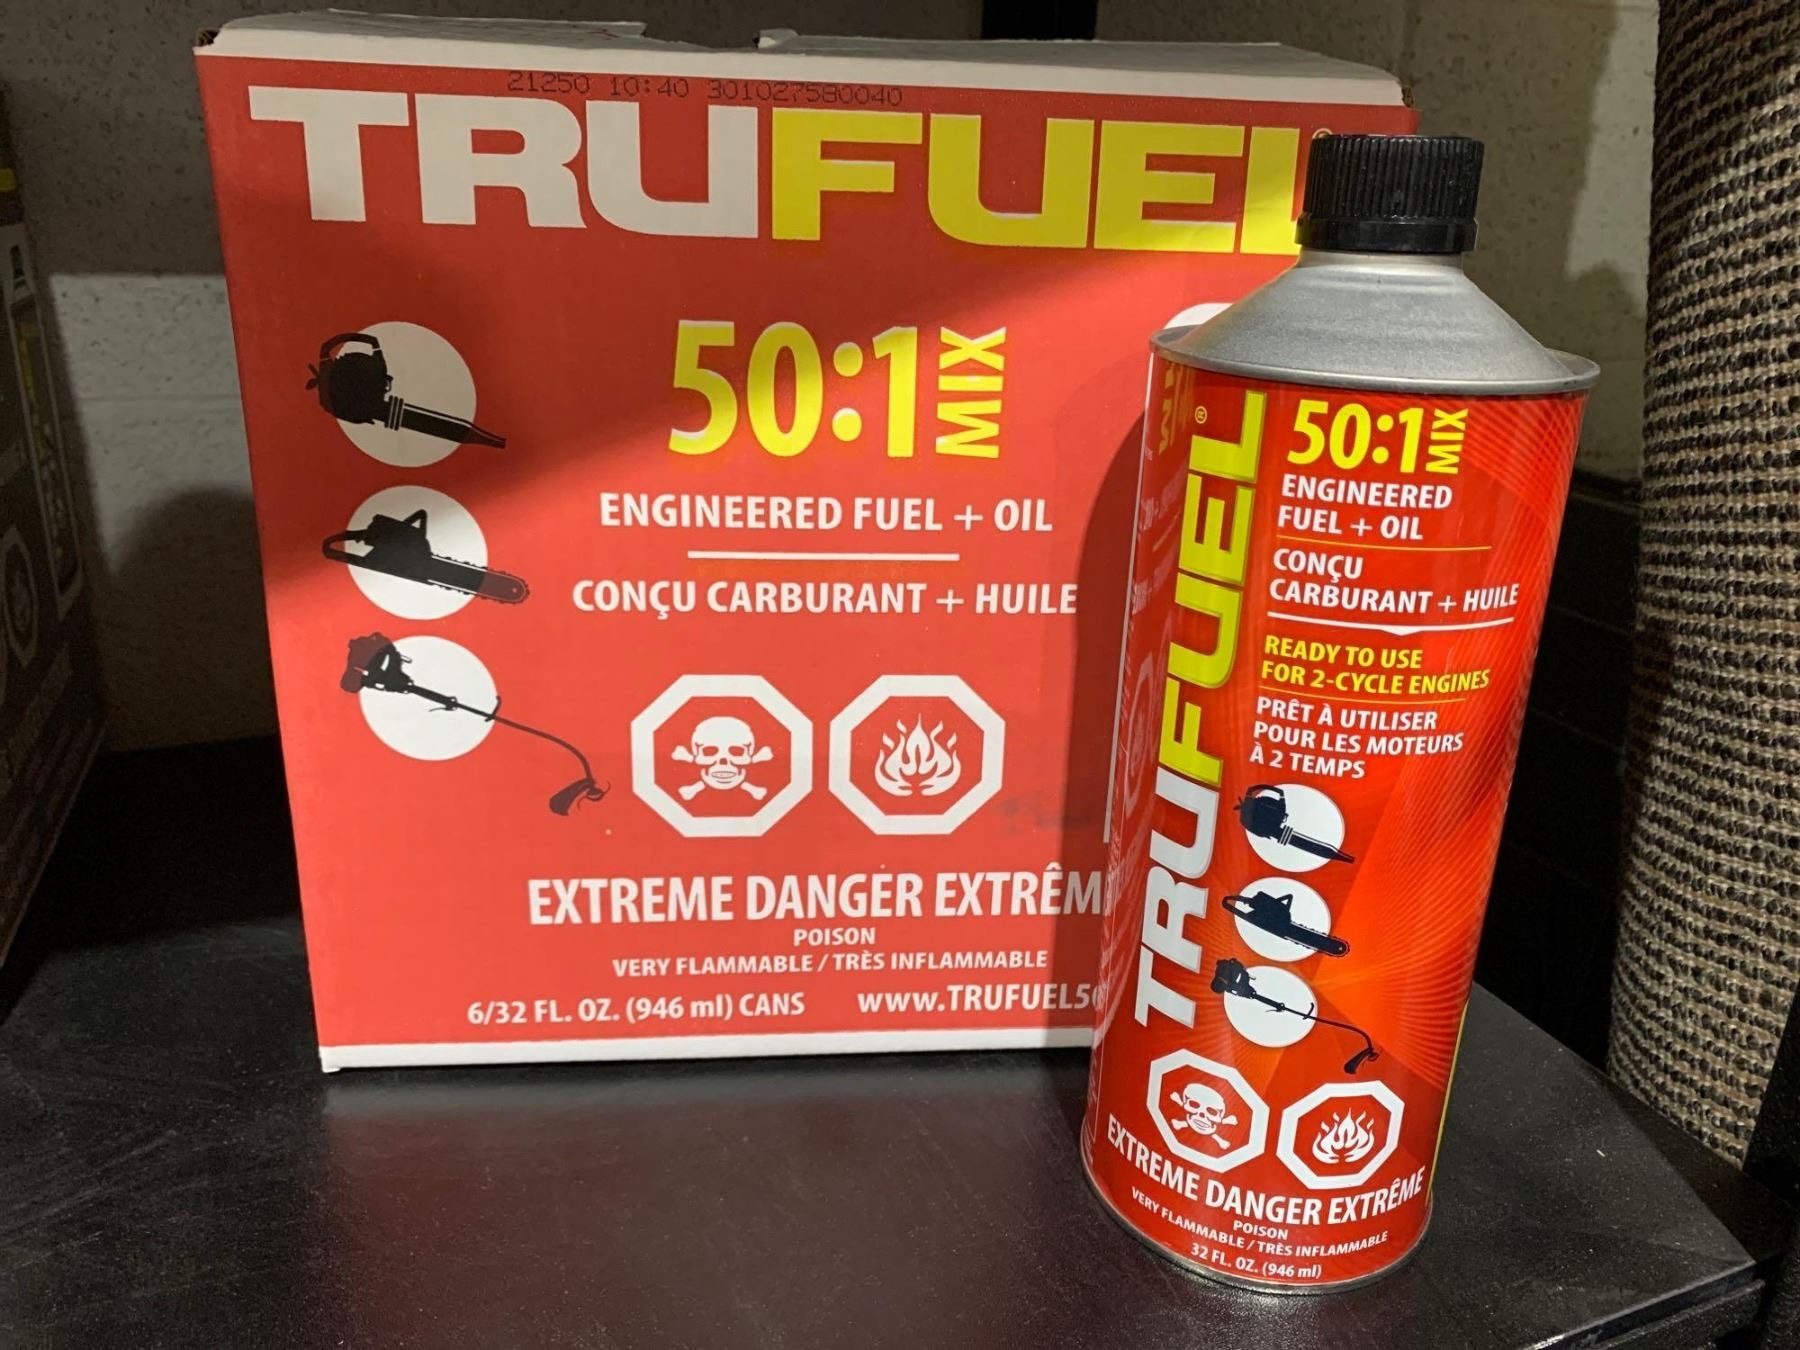 21250 10:40 301027580040
TRUFUEL
50:1 MIX
ENGINEERED FUEL + OIL
CONÇU CARBURANT + HUILE
EXTREME DANGER EXTRÊM
POISON
VERY FLAMMABLE / TRÈS INFLAMMABLE
6/32 FL. OZ. (946 ml) CANS www.TRUFUEL5
TRUFUEL®
50:1 MIX
ENGINEERED
FUEL + OIL
CONÇU
CARBURANT + HUILE
READY TO USE
FOR 2-CYCLE ENGINES
PRÊT À UTILISER
POUR LES MOTEURS
À 2 TEMPS
EXTREME DANGER EXTRÊME
POISON
VERY FLAMMABLE / TRÈS INFLAMMABLE
32 FL. OZ. (946 ml)